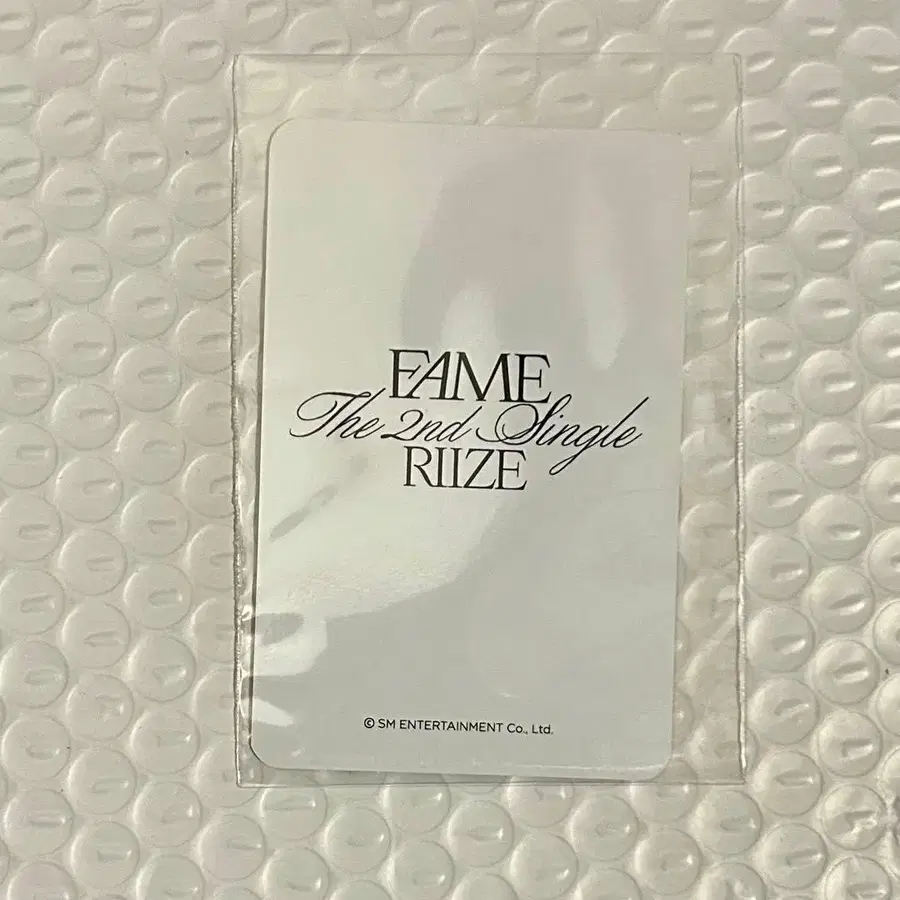 FAME
The 2nd Single
RIIZE
© SM ENTERTAINMENT Co., Ltd.